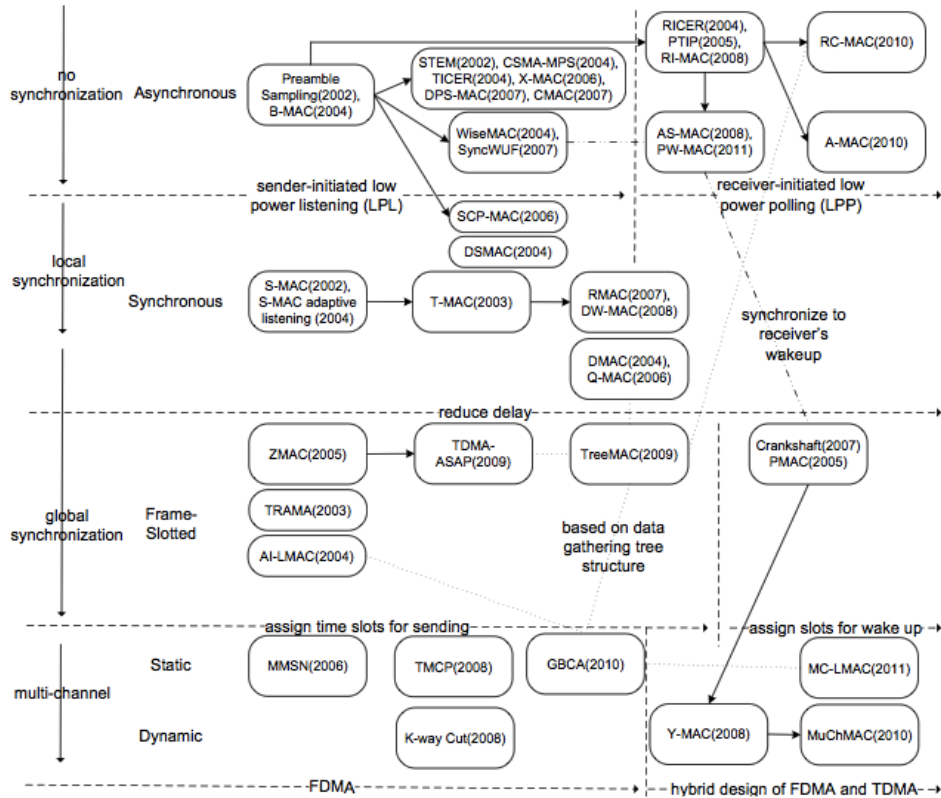 no
synchronization
Asynchronous
Preamble
Sampling(2002),
B-MAC(2004)
STEM(2002), CSMA-MPS(2004),
TICER(2004), X-MAC(2006),
DPS-MAC(2007), CMAC(2007)
WiseMAC(2004),
SyncWUF(2007)
RICER(2004),
PTIP(2005),
RI-MAC(2008)
RC-MAC(2010)
AS-MAC(2008),
PW-MAC(2011)
A-MAC(2010)
sender-initiated low
power listening (LPL)
receiver-initiated low
power polling (LPP)
local
synchronization
Synchronous
SCP-MAC(2006)
DSMAC(2004)
S-MAC(2002),
S-MAC adaptive
listening (2004)
T-MAC(2003)
RMAC(2007),
DW-MAC(2008)
DMAC(2004),
Q-MAC(2006)
synchronize to
receiver's
wakeup
reduce delay
global
synchronization
Frame-
Slotted
ZMAC(2005)
TDMA-
ASAP(2009)
TreeMAC(2009)
Crankshaft(2007)
PMAC(2005)
TRAMA(2003)
AI-LMAC(2004)
based on data
gathering tree
structure
assign time slots for sending
assign slots for wake up
multi-channel
Static
MMSN(2006)
TMCP(2008)
GBCA(2010)
MC-LMAC(2011)
Dynamic
K-way Cut(2008)
Y-MAC(2008)
MuChMAC(2010)
FDMA
hybrid design of FDMA and TDMA